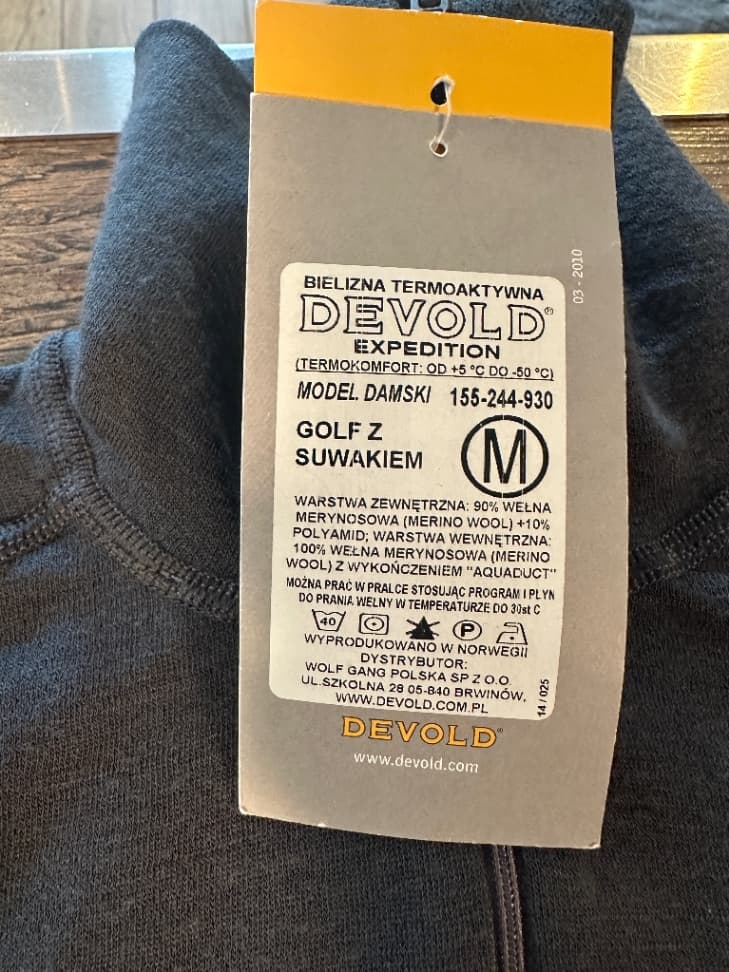 03 - 2010
BIELIZNA TERMOAKTYWNA
DEVOLD®
EXPEDITION
(TERMOKOMFORT: OD +5 °C DO -50 °C)
MODEL DAMSKI 155-244-930
GOLF Z
SUWAKIEM
M
WARSTWA ZEWNĘTRZNA: 90% WEŁNA
MERYNOSOWA (MERINO WOOL) +10%
POLYAMID; WARSTWA WEWNĘTRZNA:
100% WEŁNA MERYNOSOWA (MERINO
WOOL) Z WYKOŃCZENIEM "AQUADUCT"
MOŻNA PRAĆ W PRALCE STOSUJĄC PROGRAM I PŁYN
DO PRANIA WEŁNY W TEMPERATURZE DO 30st C
40 P
WYPRODUKOWANO W NORWEGII
DYSTRYBUTOR:
WOLF GANG POLSKA SP Z O.O.
UL.SZKOLNA 28 05-840 BRWINÓW,
WWW.DEVOLD.COM.PL
14 / 025
DEVOLD®
www.devold.com